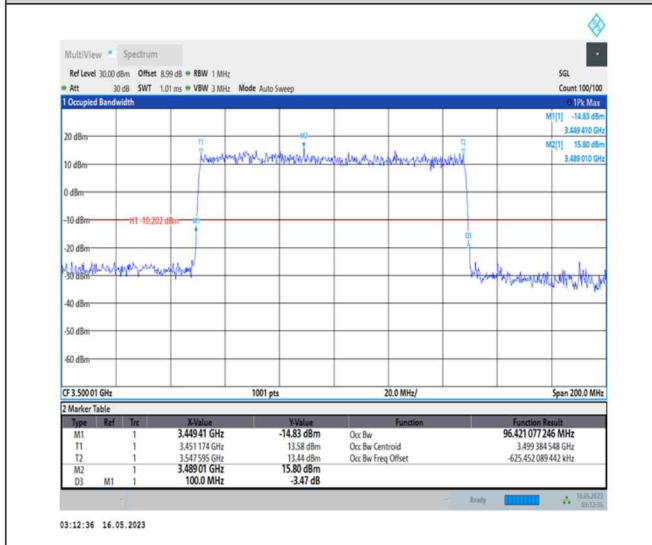 MultiView Spectrum
Ref Level 30.00 dBm Offset 8.99 dB RBW 1 MHz SGL
Att 30 dB SWT 1.01 ms VBW 3 MHz Mode Auto Sweep Count 100/100
1 Occupied Bandwidth 1Pk Max
M1[1] -14.83 dBm
3.449 410 GHz
M2[1] 15.80 dBm
3.489 010 GHz
20 dBm
T1 M2 T2
10 dBm
0 dBm
-10 dBm H1 -10.202 dBm M1
-20 dBm D3
-30 dBm
-40 dBm
-50 dBm
-60 dBm
CF 3.500 01 GHz 1001 pts 20.0 MHz/ Span 200.0 MHz
2 Marker Table
Type Ref Trc X-Value Y-Value Function Function Result
M1 1 3.449 41 GHz -14.83 dBm Occ Bw 96.421 077 246 MHz
T1 1 3.451 174 GHz 13.58 dBm Occ Bw Centroid 3.499 384 548 GHz
T2 1 3.547 595 GHz 13.44 dBm Occ Bw Freq Offset -625.452 089 442 kHz
M2 1 3.489 01 GHz 15.80 dBm
D3 M1 1 100.0 MHz -3.47 dB
Ready 16.05.2023
03:12:35
03:12:36 16.05.2023